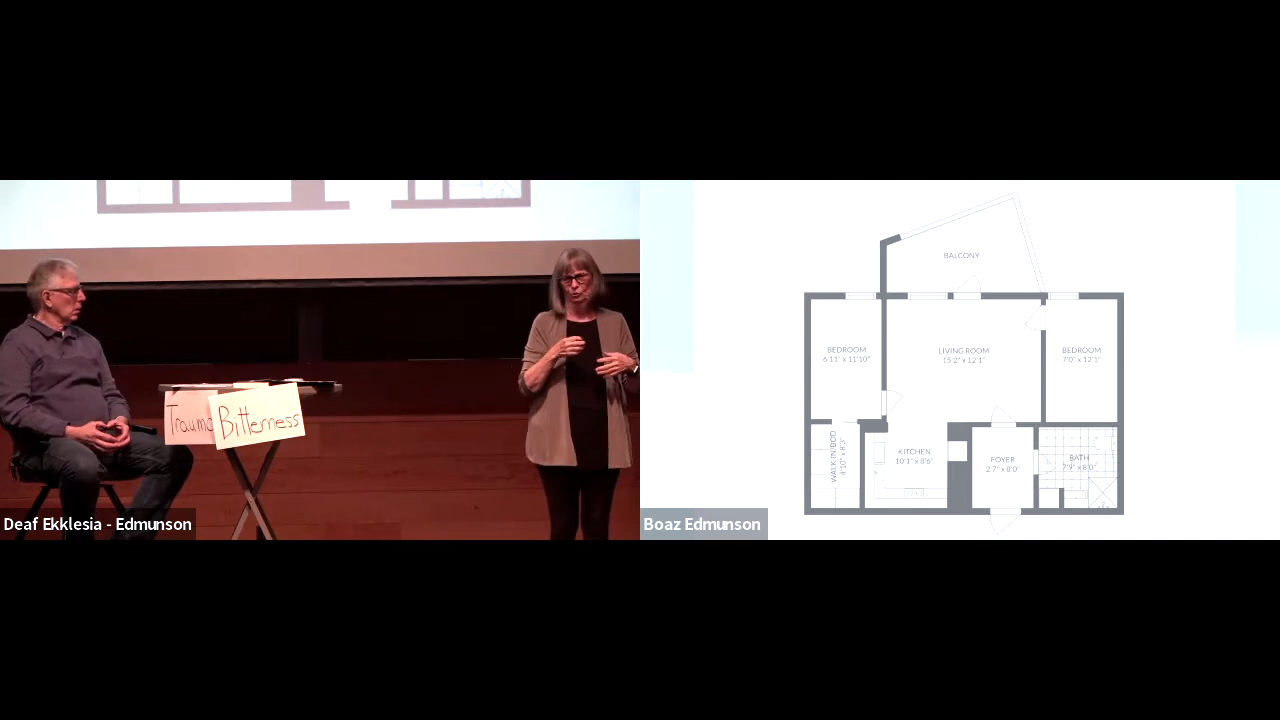 Trauma
Bitterness
Deaf Ekklesia - Edmunson
BALCONY
BEDROOM
6'11" x 11'10"
LIVING ROOM
15'2" x 12'1"
BEDROOM
7'0" x 12'1"
WALK IN/BOD
4'10" x 8'3"
KITCHEN
10'1" x 8'6"
FOYER
2'7" x 8'0"
BATH
7'9" x 8'0"
Boaz Edmunson